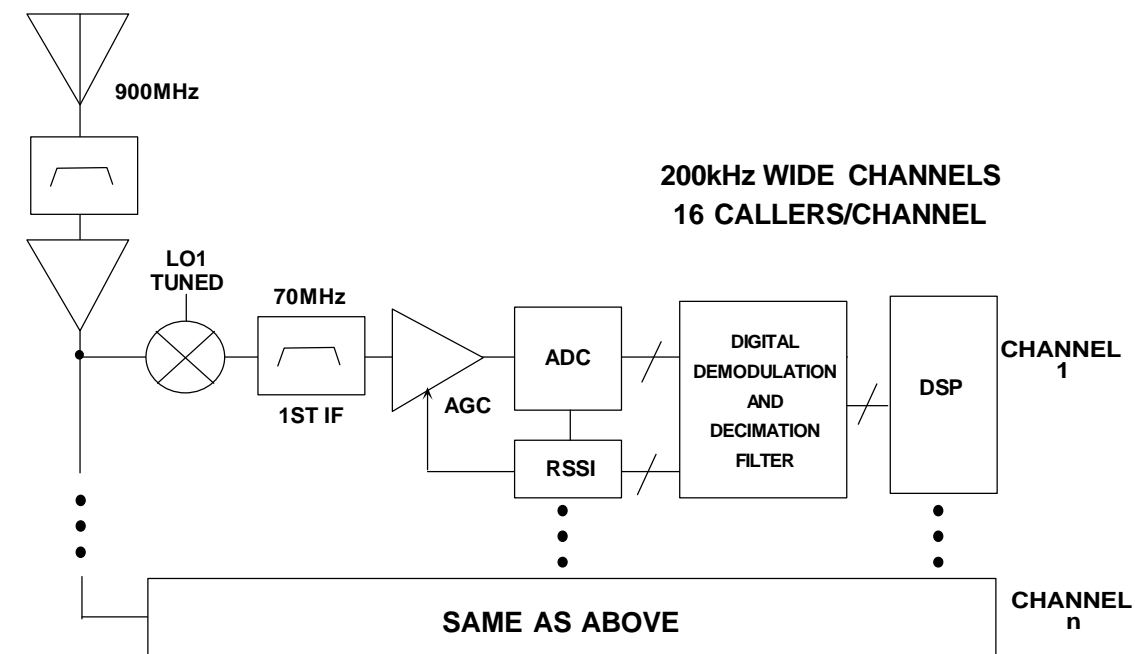 900MHz
200kHz WIDE CHANNELS
16 CALLERS/CHANNEL
LO1
TUNED
70MHz
1ST IF
AGC
ADC
RSSI
DIGITAL
DEMODULATION
AND
DECIMATION
FILTER
DSP
CHANNEL
1
SAME AS ABOVE
CHANNEL
n